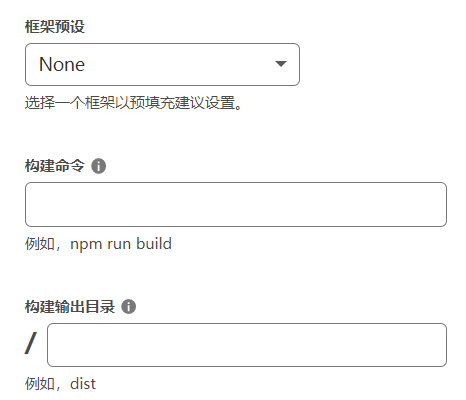 框架预设
None
选择一个框架以预填充建议设置。
构建命令
例如，npm run build
构建输出目录
/
例如，dist